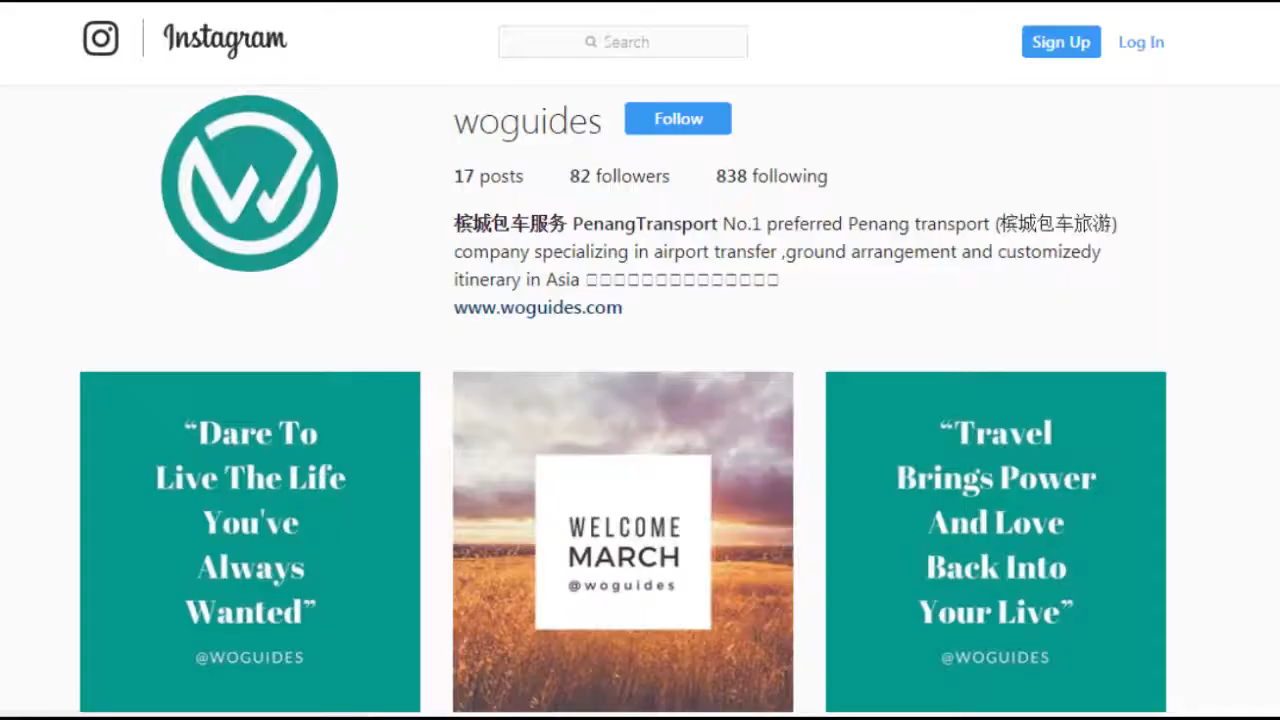 Instagram
Search
Sign Up
Log In
woguides
Follow
17 posts
82 followers
838 following
槟城包车服务 PenangTransport No.1 preferred Penang transport (槟城包车旅游)
company specializing in airport transfer ,ground arrangement and customizedy
itinerary in Asia
www.woguides.com
“Dare To
Live The Life
You've
Always
Wanted”
@WOGUIDES
WELCOME
MARCH
@woguides
“Travel
Brings Power
And Love
Back Into
Your Live”
@WOGUIDES